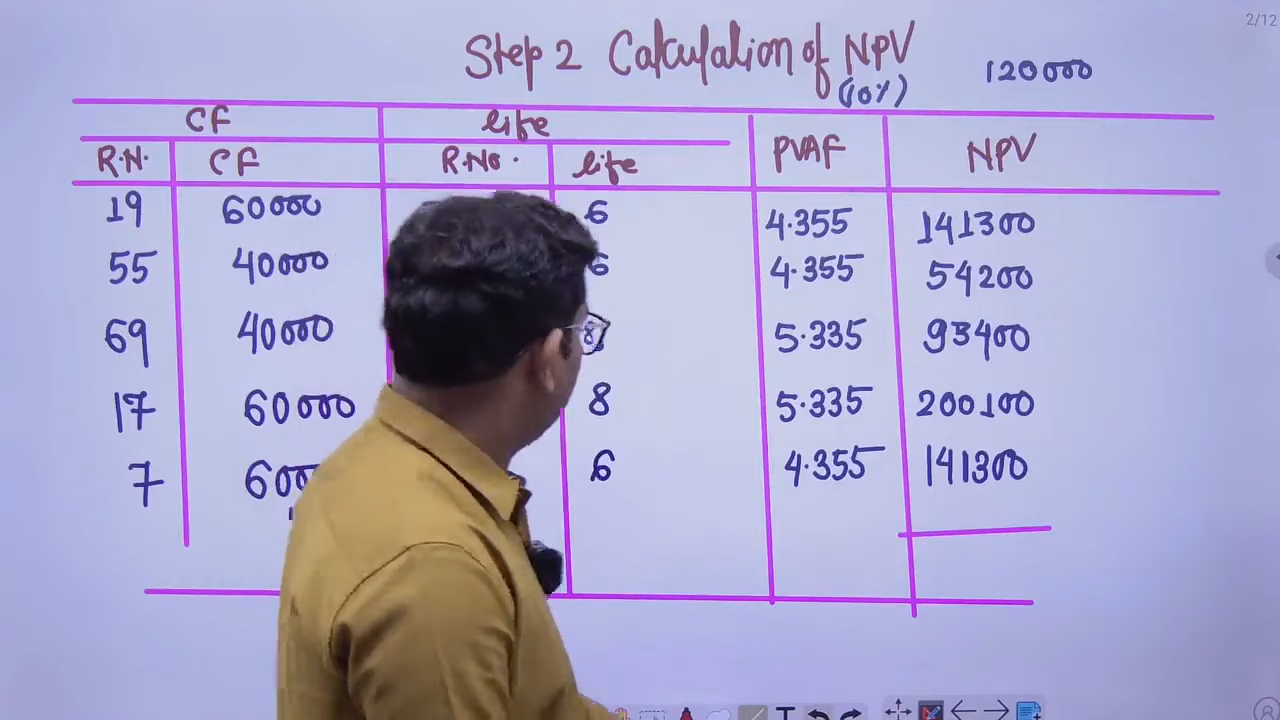 2/12
Step 2 Calculation of NPV
(10%)
120000
CF life
R.N. CF R.No. life PVAF NPV
19 60000 6 4.355 141300
55 40000 6 4.355 54200
69 40000 8 5.335 93400
17 60000 8 5.335 200100
7 6 4.355 141300